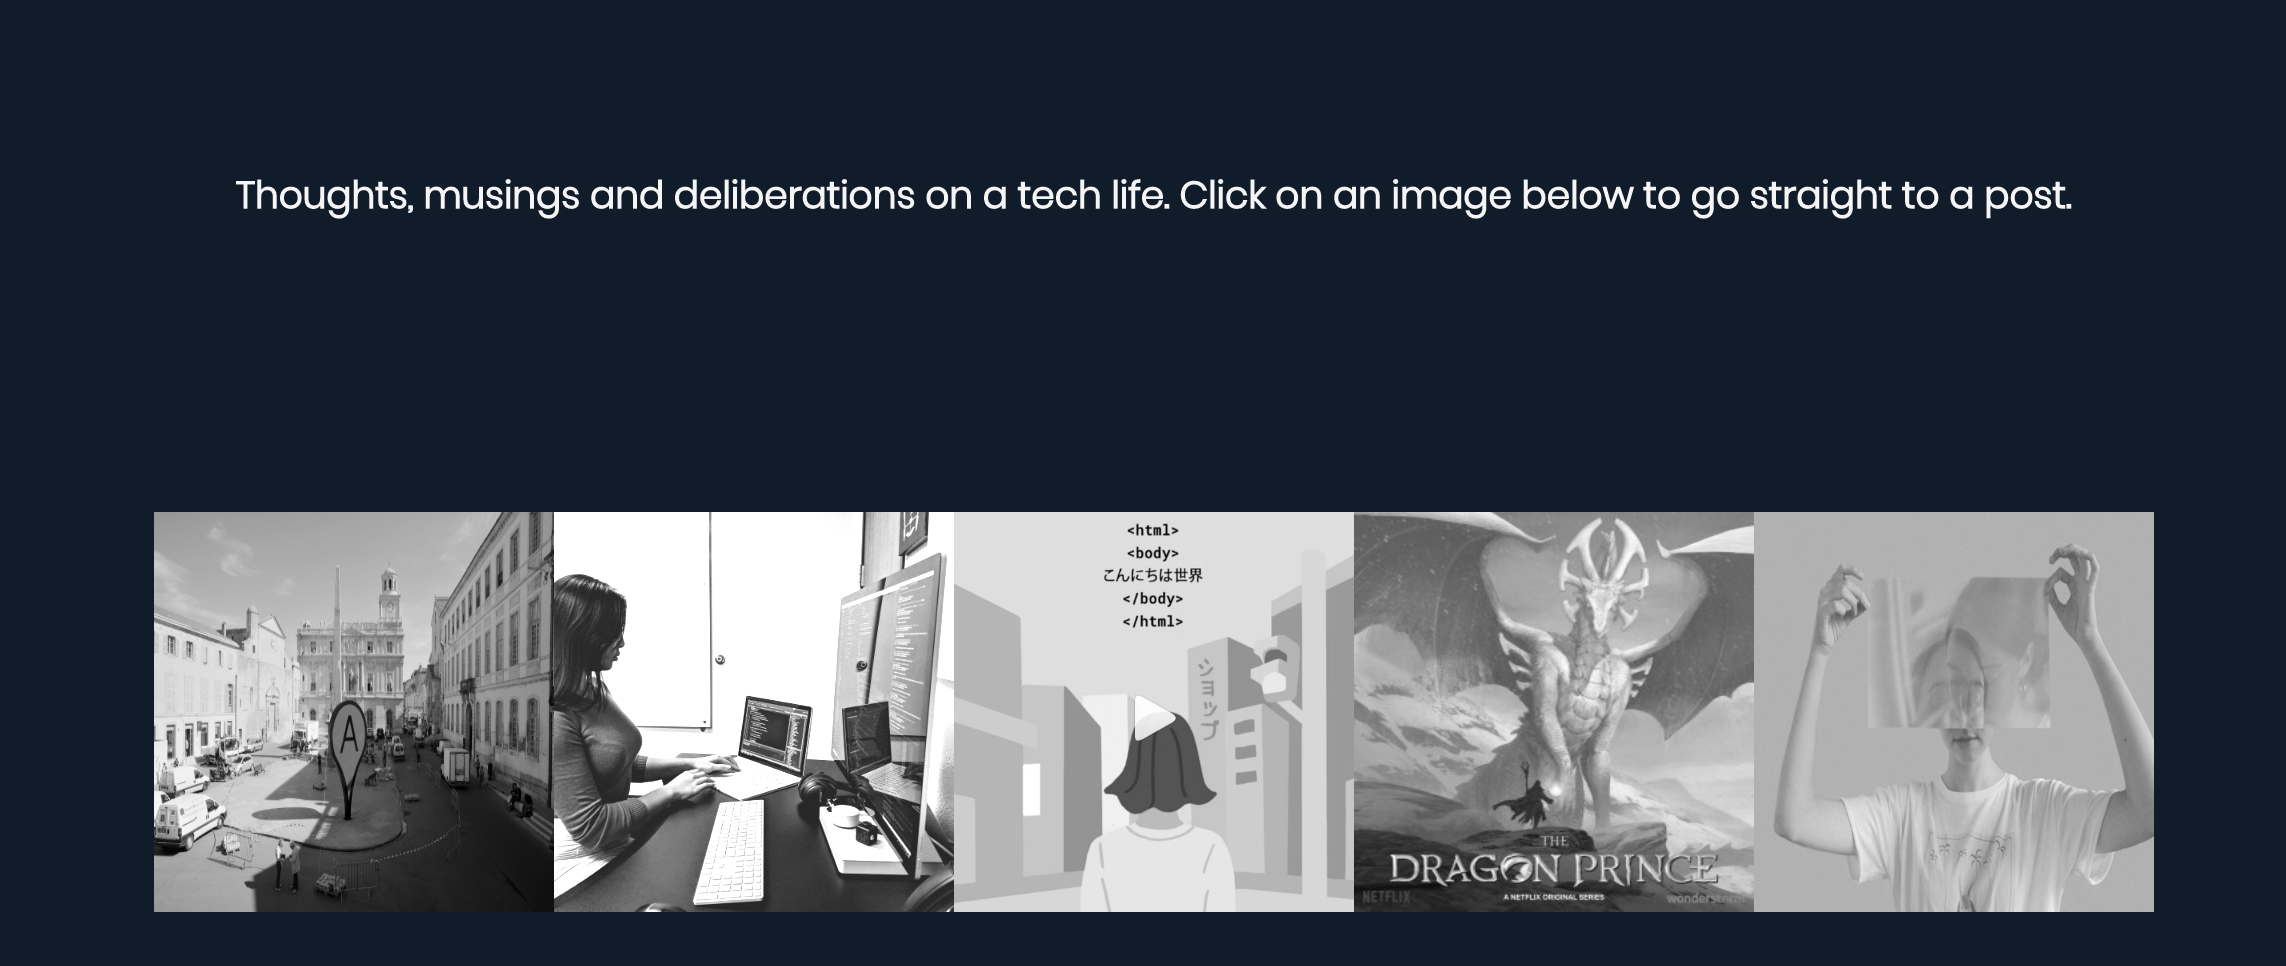 Thoughts, musings and deliberations on a tech life. Click on an image below to go straight to a post.
A
<html>
<body>
こんにちは世界
</body>
</html>
ショップ
THE
DRAGON PRINCE
A NETFLIX ORIGINAL SERIES
NETFLIX
wonderstorm